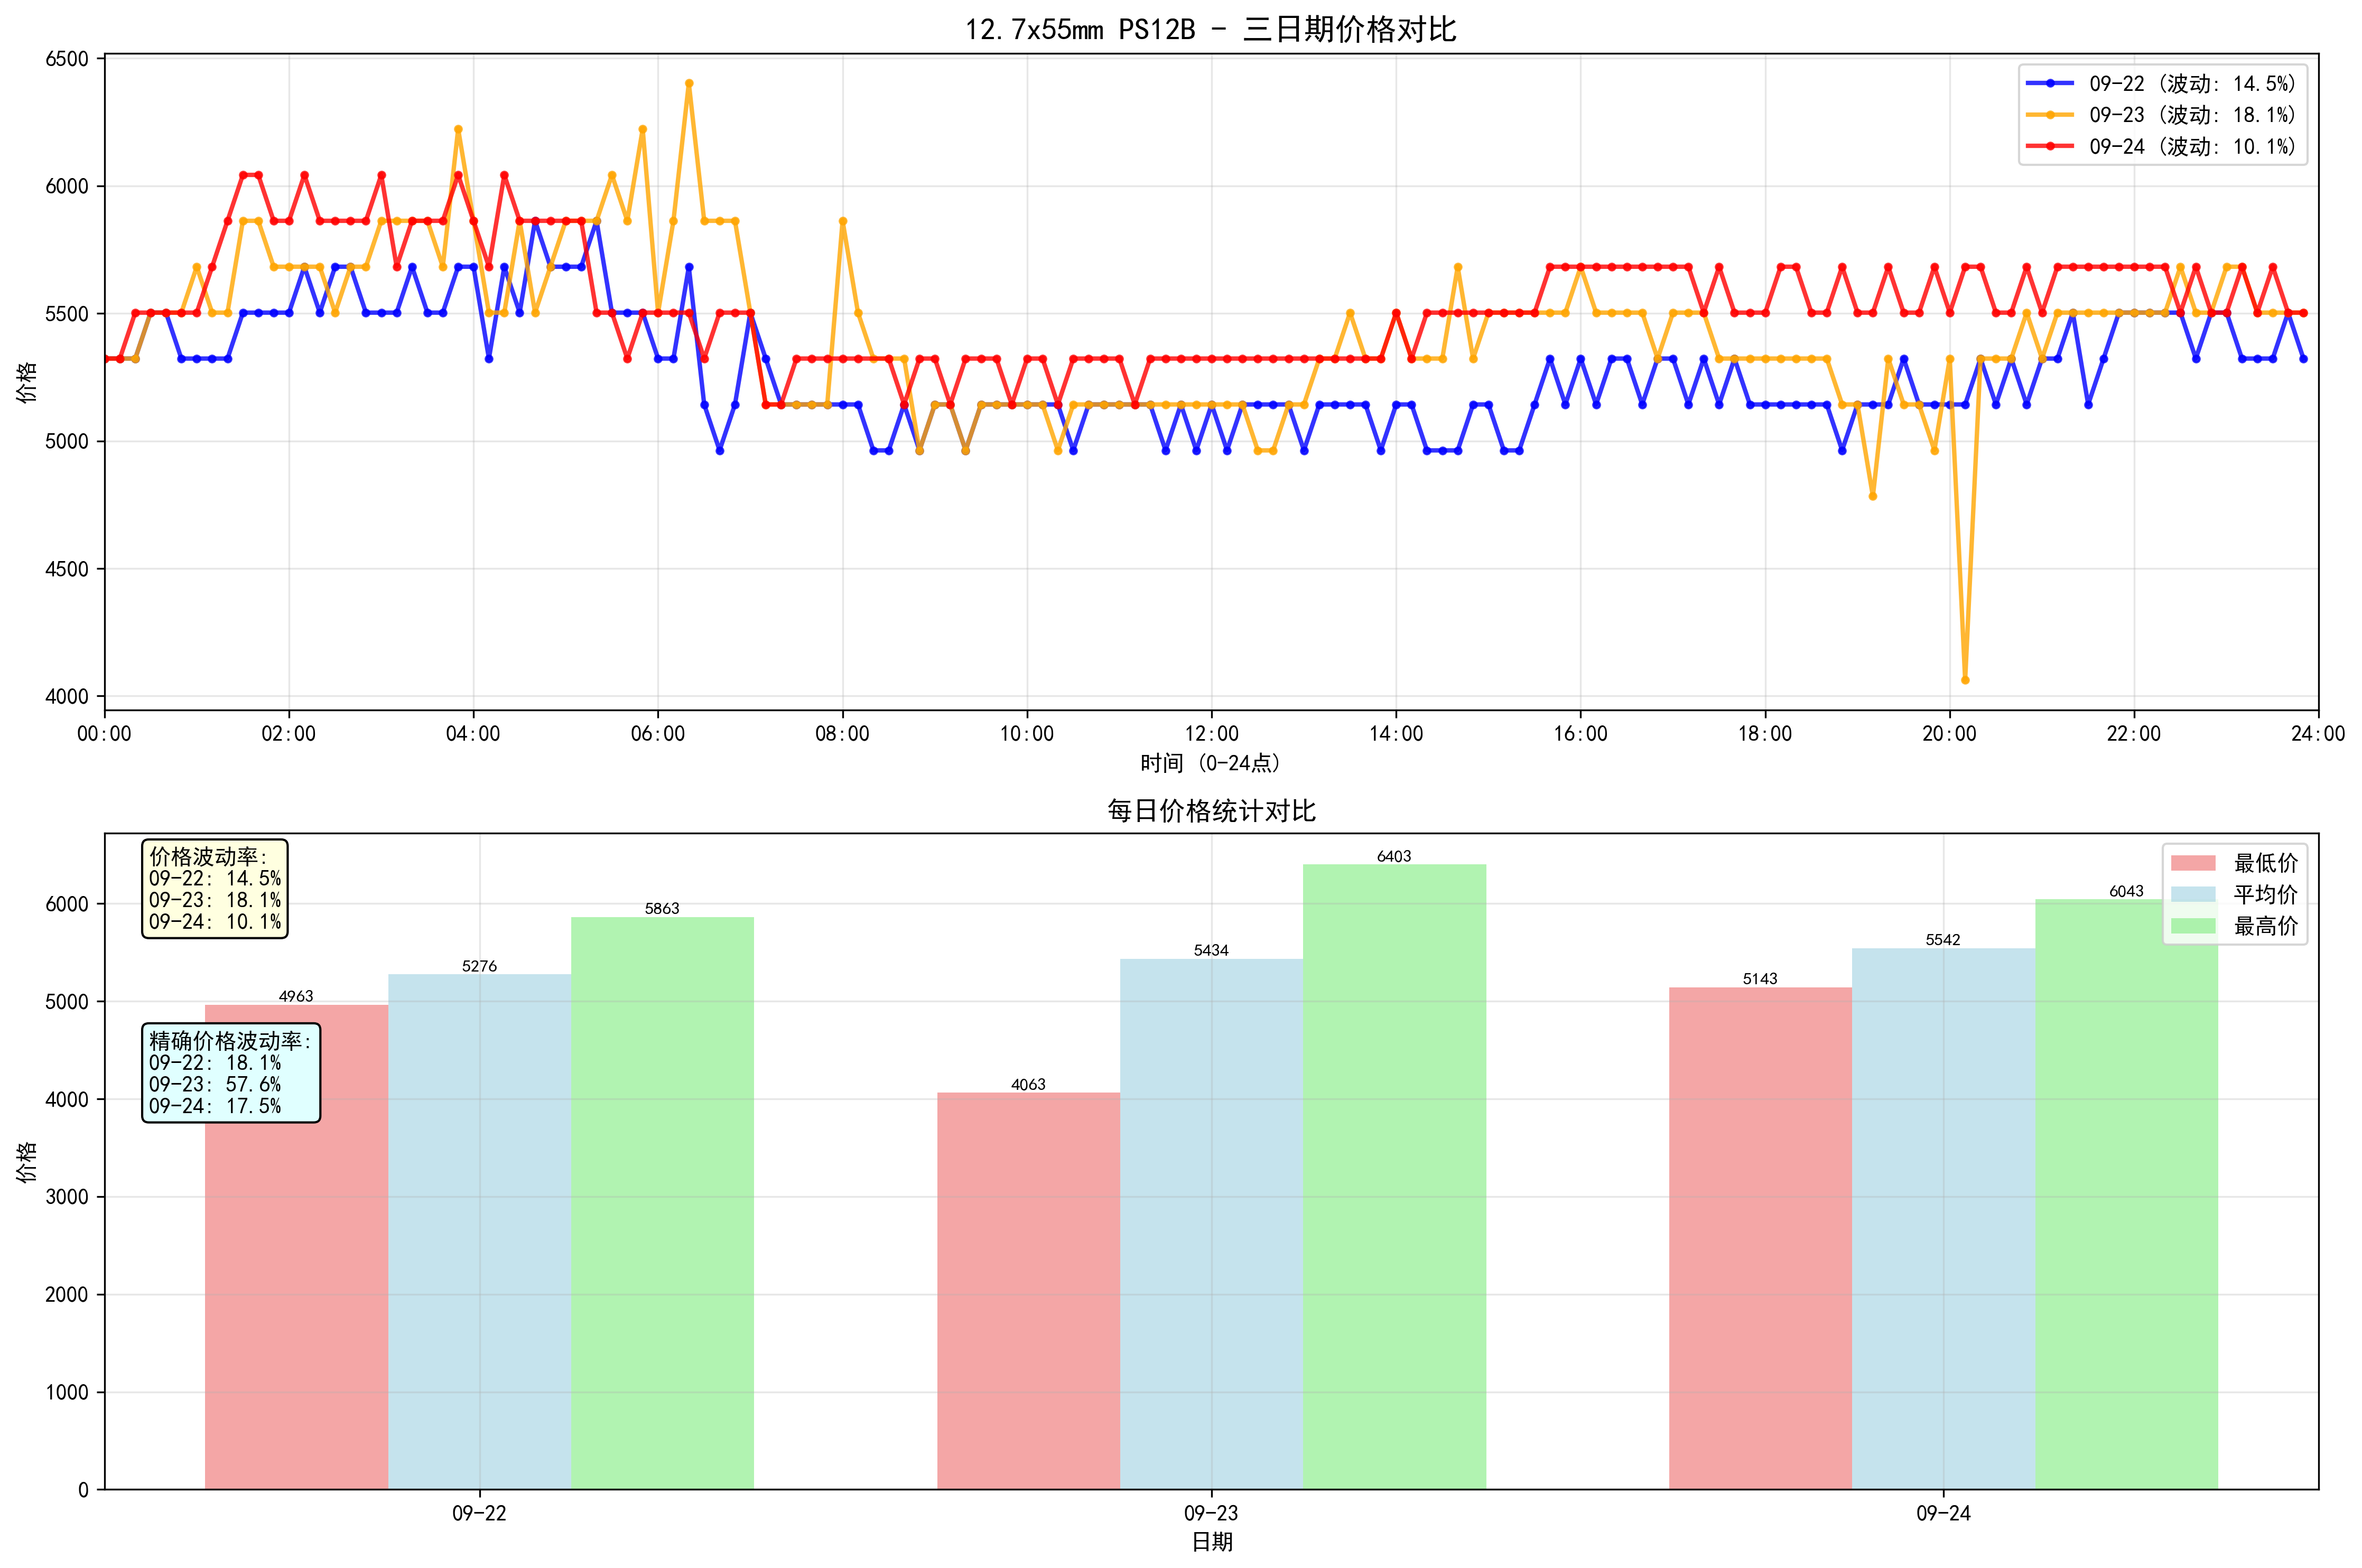 12.7x55mm PS12B - 三日期价格对比
6500
6000
5500
5000
4500
4000
价格
09-22 (波动: 14.5%)
09-23 (波动: 18.1%)
09-24 (波动: 10.1%)
00:00 02:00 04:00 06:00 08:00 10:00 12:00 14:00 16:00 18:00 20:00 22:00 24:00
时间 (0-24点)
每日价格统计对比
6000
5000
4000
3000
2000
1000
0
价格
价格波动率:
09-22: 14.5%
09-23: 18.1%
09-24: 10.1%
精确价格波动率:
09-22: 18.1%
09-23: 57.6%
09-24: 17.5%
4963
5276
5863
4063
5434
6403
5143
5542
6043
最低价
平均价
最高价
09-22 09-23 09-24
日期